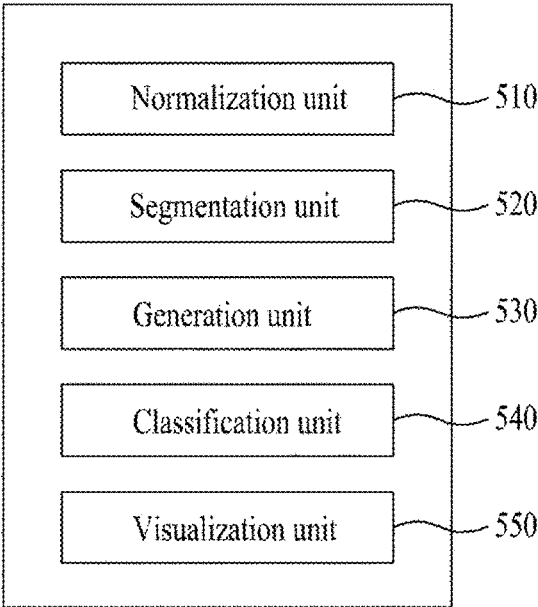 Normalization unit 510
Segmentation unit 520
Generation unit 530
Classification unit 540
Visualization unit 550